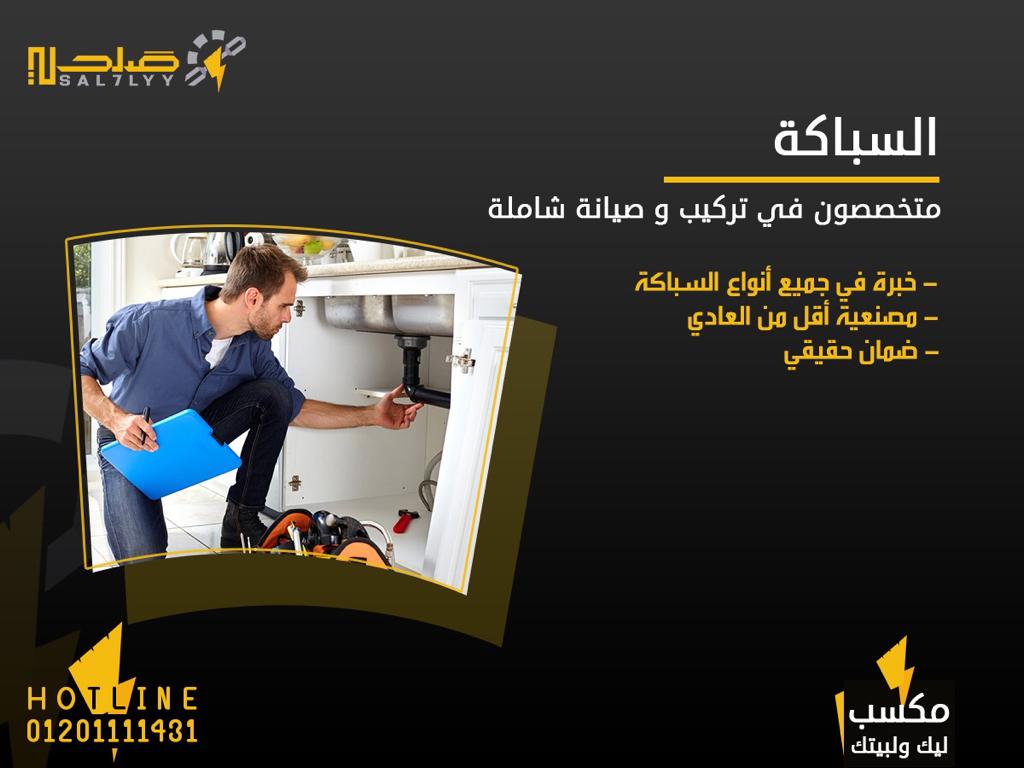 صلحلي
SAL7LYY
السباكة
متخصصون في تركيب و صيانة شاملة
– خبرة في جميع أنواع السباكة
– مصنعية أقل من العادي
– ضمان حقيقي
HOTLINE
01201111431
مكسب
ليك ولبيتك